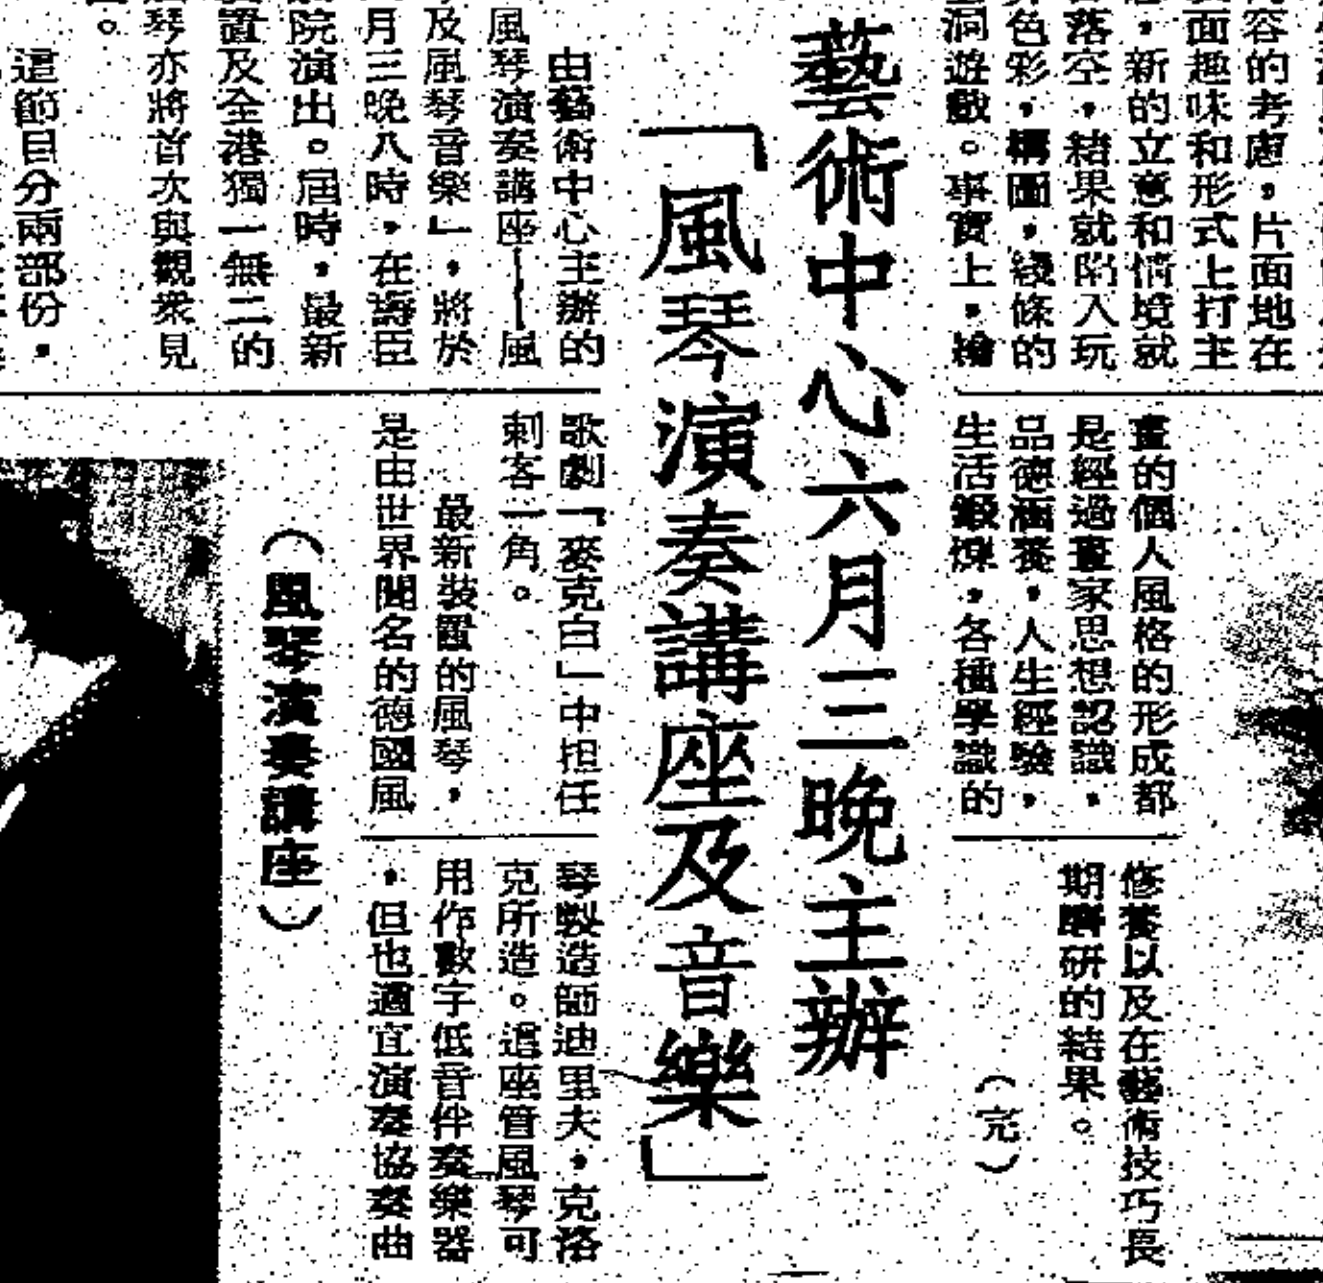 容的考慮，片面地在
面趣味和形式上打主
，新的立意和情境就
落空，結果就陷入玩
色彩，構圖，綫條的
洞遊戲。事實上，繪
畫的個人風格的形成都
是經過畫家思想認識，
品德涵養，人生經驗，
生活鍛煉，各種學識的
修養以及在藝術技巧長
期磨研的結果。
（完）
藝術中心六月三晚主辦
「風琴演奏講座及音樂」
由藝術中心主辦的
風琴演奏講座——風
及風琴音樂」，將於
月三晚八時，在壽臣
院演出。屆時，最新
置及全港獨一無二的
琴亦將首次與觀衆見
。
這節目分兩部份，
歌劇「麥克白」中担任
刺客一角。
最新裝置的風琴，
是由世界聞名的德國風
琴製造師迪里夫，克洛
克所造。這座管風琴可
用作數字低音伴奏樂器
，但也適宜演奏協奏曲
（風琴演奏講座）